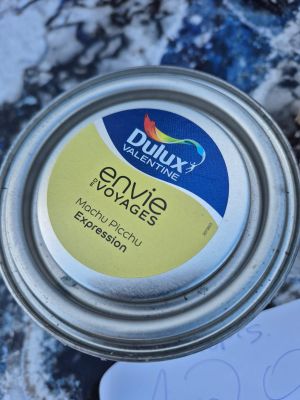 Dulux
VALENTINE
envie
DE VOYAGES
Machu Picchu
Expression